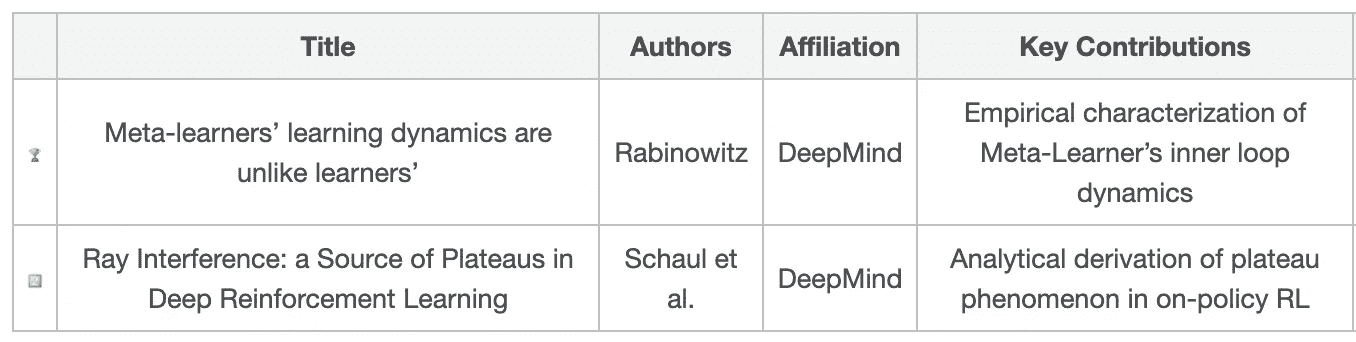 Title
Authors
Affiliation
Key Contributions
Meta-learners’ learning dynamics are
unlike learners’
Rabinowitz
DeepMind
Empirical characterization of
Meta-Learner’s inner loop
dynamics
Ray Interference: a Source of Plateaus in
Deep Reinforcement Learning
Schaul et
al.
DeepMind
Analytical derivation of plateau
phenomenon in on-policy RL